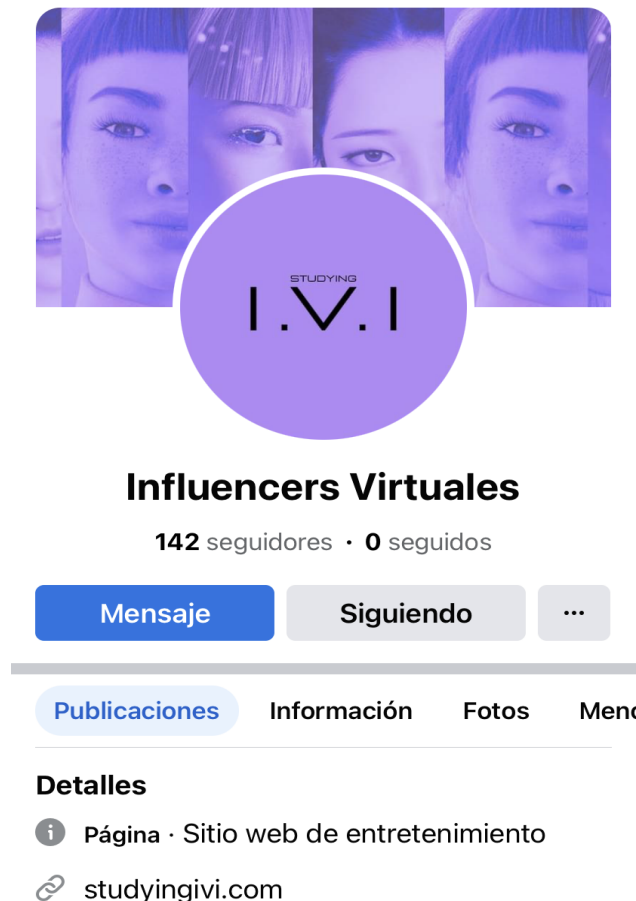 STUDYING
I.V.I
Influencers Virtuales
142 seguidores · 0 seguidos
Mensaje
Siguiendo
...
Publicaciones
Información
Fotos
Menc
Detalles
Página · Sitio web de entretenimiento
studyingivi.com